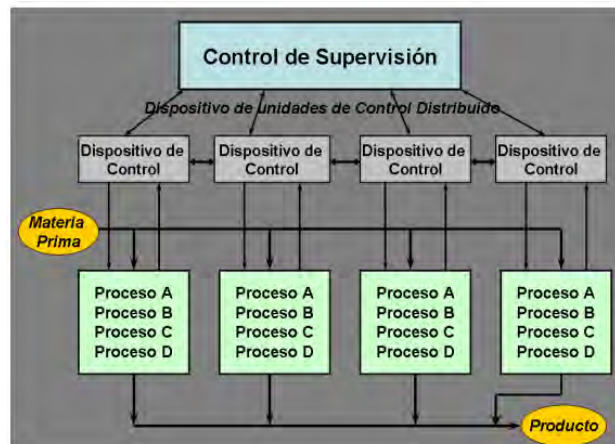 Control de Supervisión
Dispositivo de unidades de Control Distribuido
Dispositivo de
Control
Dispositivo de
Control
Dispositivo de
Control
Dispositivo de
Control
Materia
Prima
Proceso A
Proceso B
Proceso C
Proceso D
Proceso A
Proceso B
Proceso C
Proceso D
Proceso A
Proceso B
Proceso C
Proceso D
Proceso A
Proceso B
Proceso C
Proceso D
Producto